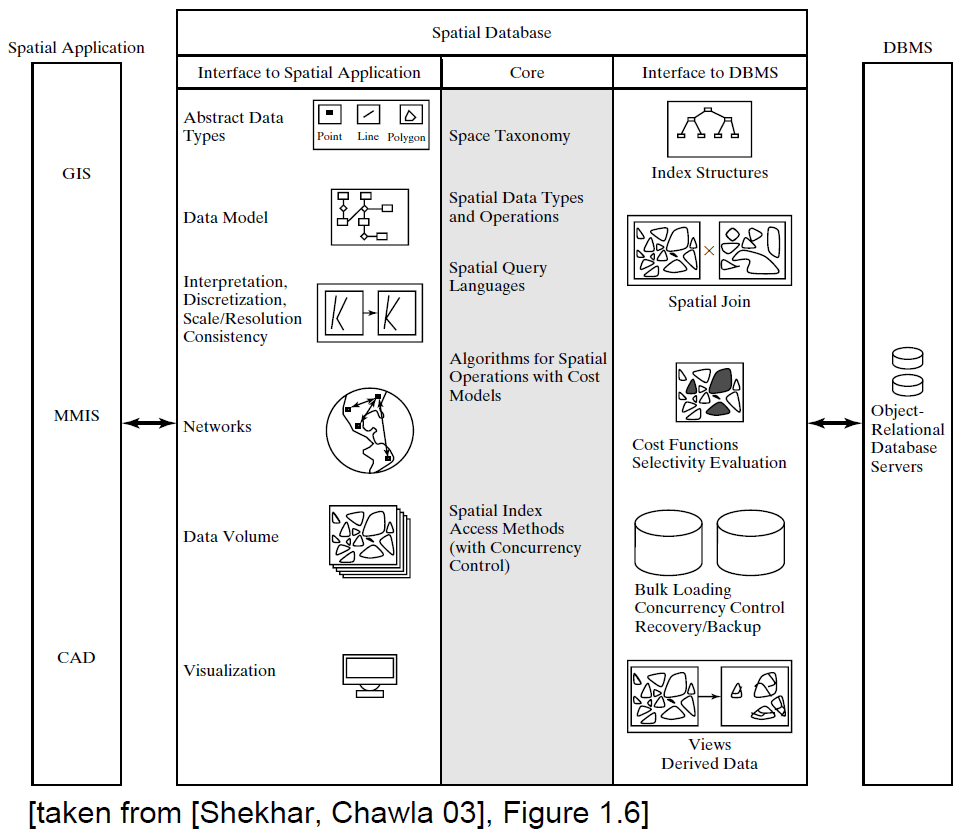 Spatial Application
Spatial Database
DBMS
Interface to Spatial Application
Core
Interface to DBMS
GIS
MMIS
CAD
Abstract Data
Types
Point
Line
Polygon
Data Model
Interpretation,
Discretization,
Scale/Resolution
Consistency
Networks
Data Volume
Visualization
Space Taxonomy
Spatial Data Types
and Operations
Spatial Query
Languages
Algorithms for Spatial
Operations with Cost
Models
Spatial Index
Access Methods
(with Concurrency
Control)
Index Structures
×
Spatial Join
Cost Functions
Selectivity Evaluation
Bulk Loading
Concurrency Control
Recovery/Backup
Views
Derived Data
Object-
Relational
Database
Servers
[taken from [Shekhar, Chawla 03], Figure 1.6]